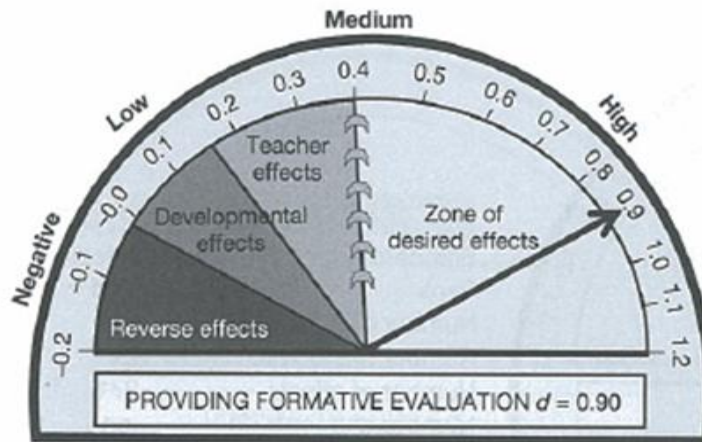 Medium
Low
High
Negative
-0.2
-0.1
-0.0
0.1
0.2
0.3
0.4
0.5
0.6
0.7
0.8
0.9
1.0
1.1
1.2
Teacher
effects
Developmental
effects
Reverse effects
Zone of
desired effects
PROVIDING FORMATIVE EVALUATION d = 0.90